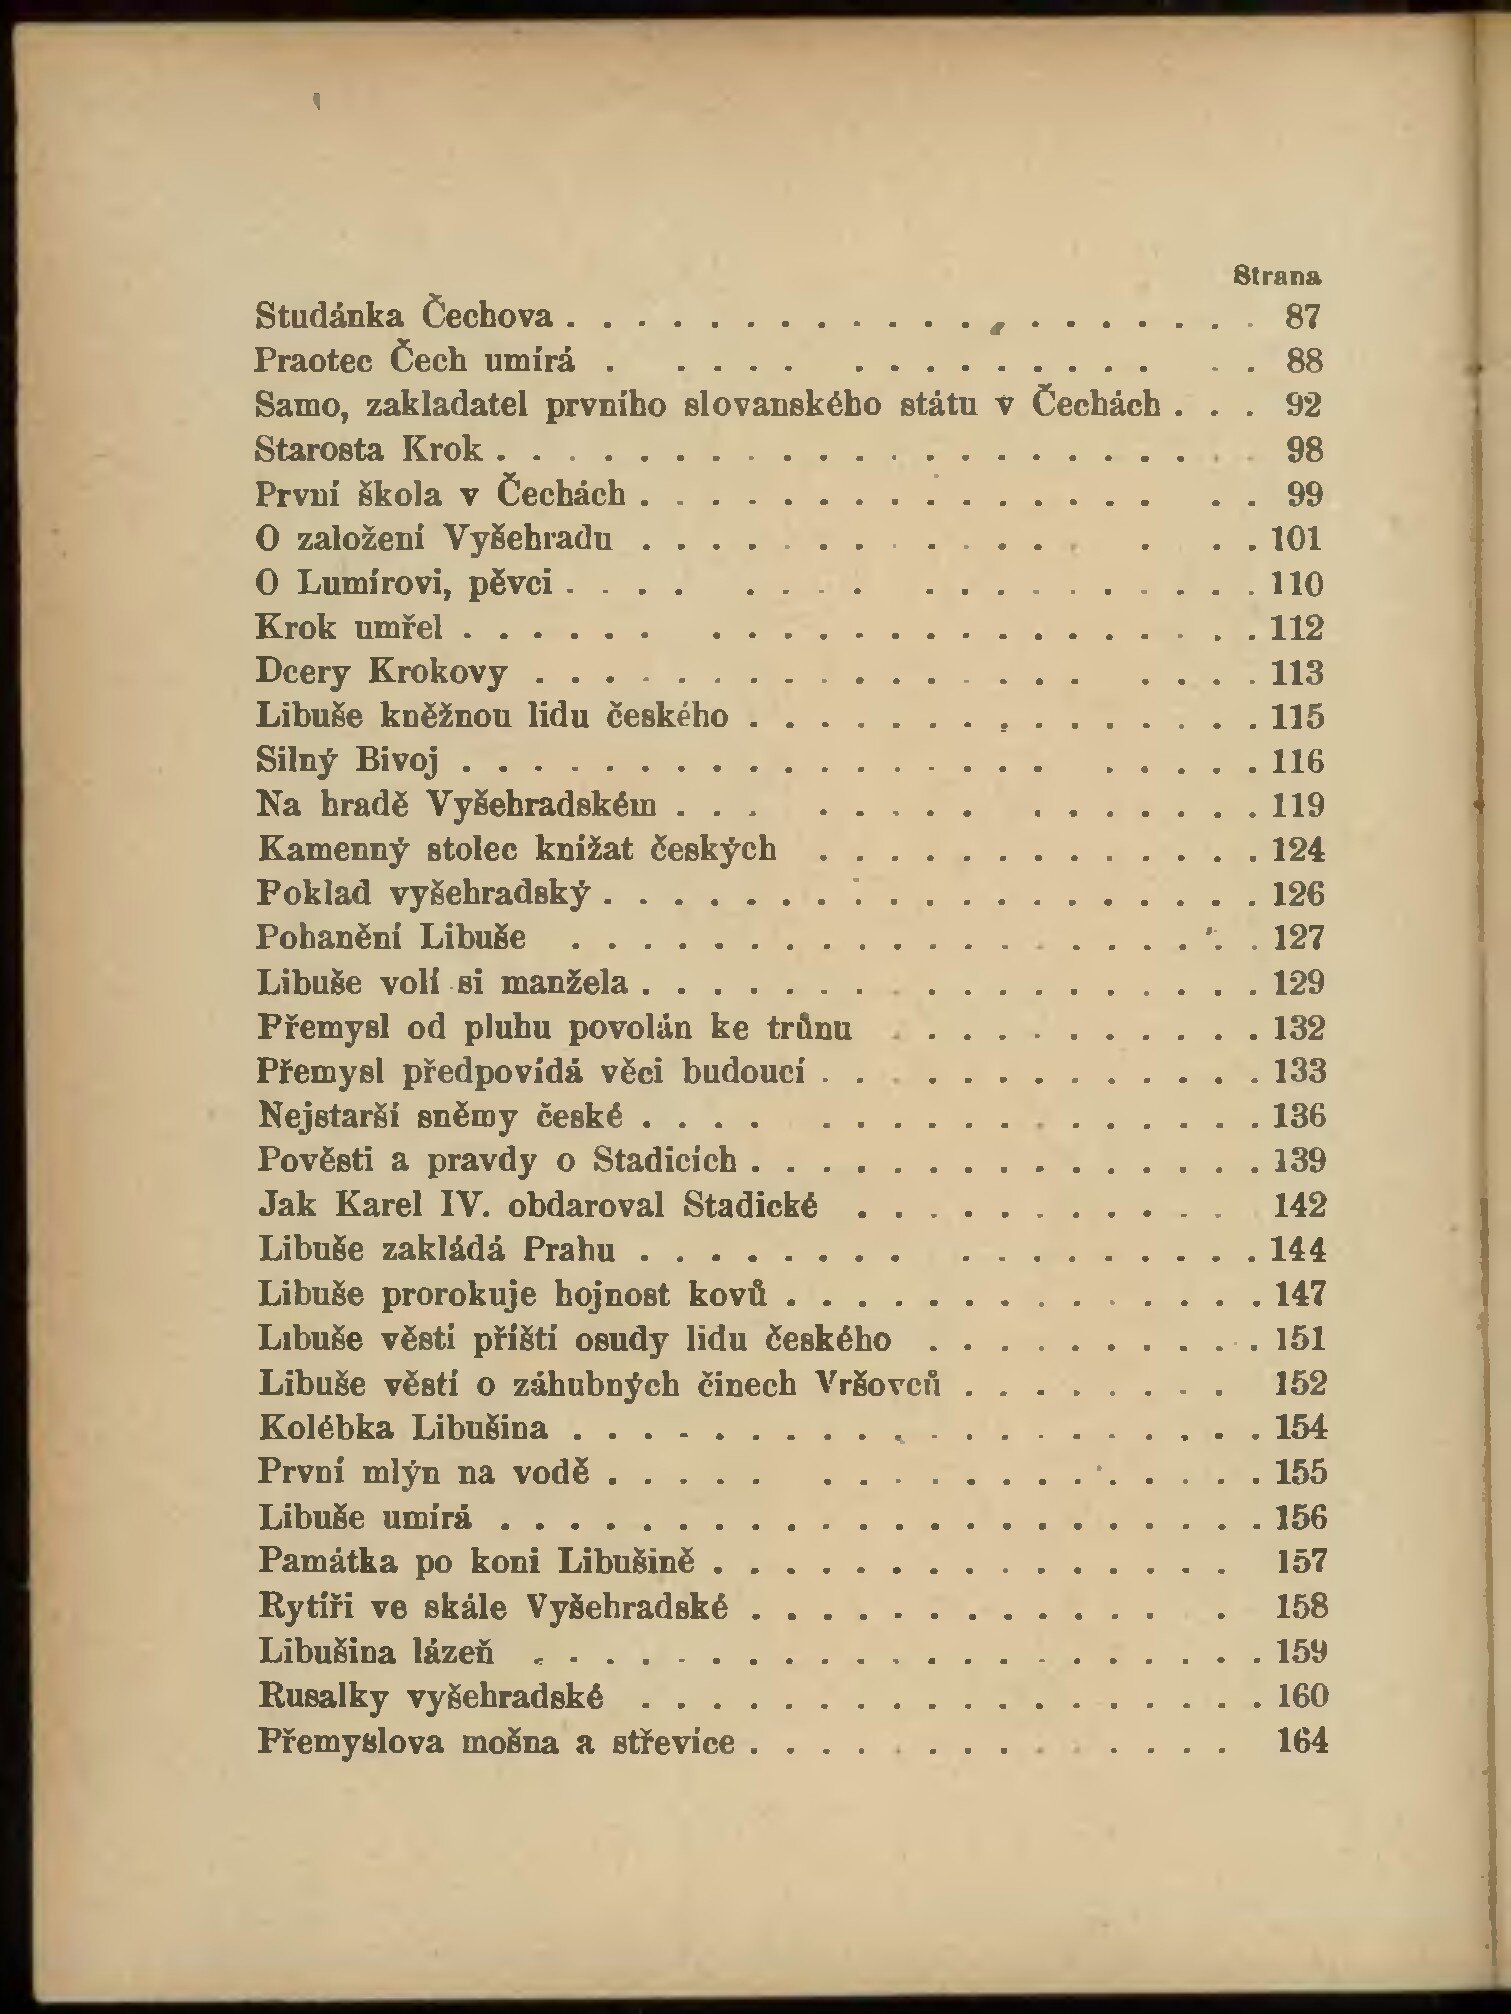 Strana
Studánka Čechova . . . . . . . . . . . . . . . . . . . . 87
Praotec Čech umírá . . . . . . . . . . . . . . . . 88
Samo, zakladatel prvního slovanského státu v Čechách . . . 92
Starosta Krok . . . . . . . . . . . . . . . . . . . . . 98
První škola v Čechách . . . . . . . . . . . . . . . . . 99
O založení Vyšehradu . . . . . . . . . . . . . . . . 101
O Lumírovi, pěvci . . . . . . . . . . . . . . . . . . 110
Krok umřel . . . . . . . . . . . . . . . . . . . . . . 112
Dcery Krokovy . . . . . . . . . . . . . . . . . . . . 113
Libuše kněžnou lidu českého . . . . . . . . . . . . . . . 115
Silný Bivoj . . . . . . . . . . . . . . . . . . . . . . 116
Na hradě Vyšehradském . . . . . . . . . . . . . . . 119
Kamenný stolec knížat českých . . . . . . . . . . . . . 124
Poklad vyšehradský . . . . . . . . . . . . . . . . . . . 126
Pohanění Libuše . . . . . . . . . . . . . . . . . . . . 127
Libuše volí si manžela . . . . . . . . . . . . . . . . . . 129
Přemysl od pluhu povolán ke trůnu . . . . . . . . . . . 132
Přemysl předpovídá věci budoucí . . . . . . . . . . . . . 133
Nejstarší sněmy české . . . . . . . . . . . . . . . . . 136
Pověsti a pravdy o Stadicích . . . . . . . . . . . . . . . 139
Jak Karel IV. obdaroval Stadické . . . . . . . . . . . 142
Libuše zakládá Prahu . . . . . . . . . . . . . . . . . 144
Libuše prorokuje hojnost kovů . . . . . . . . . . . . . . 147
Libuše věstí příští osudy lidu českého . . . . . . . . . . 151
Libuše věstí o záhubných činech Vršovců . . . . . . . . 152
Kolébka Libušina . . . . . . . . . . . . . . . . . . . . 154
První mlýn na vodě . . . . . . . . . . . . . . . . . . 155
Libuše umírá . . . . . . . . . . . . . . . . . . . . . . 156
Památka po koni Libušině . . . . . . . . . . . . . . . 157
Rytíři ve skále Vyšehradské . . . . . . . . . . . . . 158
Libušina lázeň . . . . . . . . . . . . . . . . . . . . . 159
Rusalky vyšehradské . . . . . . . . . . . . . . . . . . 160
Přemyslova mošna a střevíce . . . . . . . . . . . . . . 164